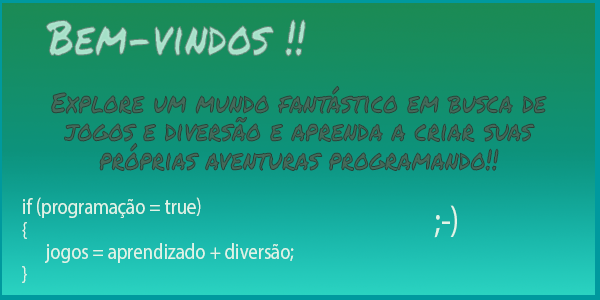 Bem-vindos !!
Explore um mundo fantástico em busca de
jogos e diversão e aprenda a criar suas
próprias aventuras programando!!
if (programação = true)
{
jogos = aprendizado + diversão;
}
;-)